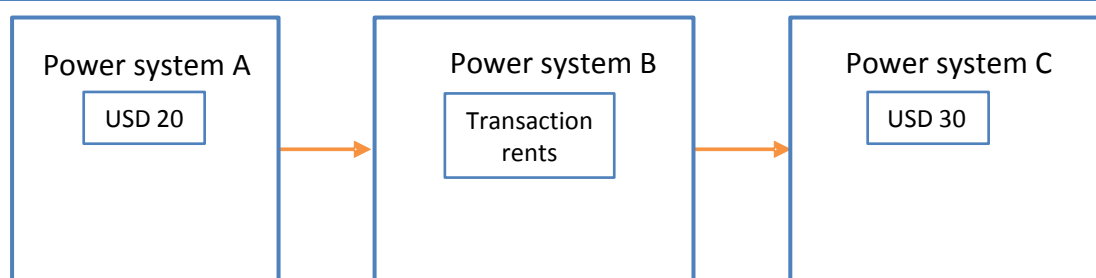 Power system A
USD 20
Power system B
Transaction
rents
Power system C
USD 30